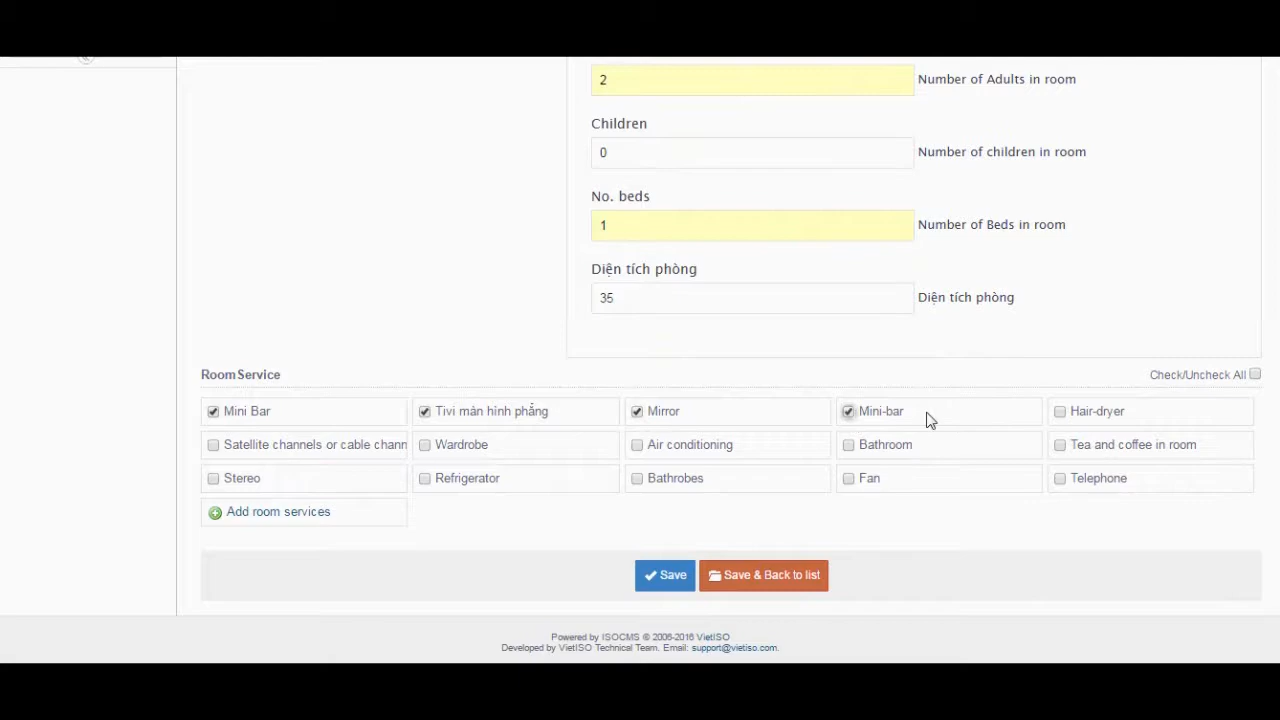 2 Number of Adults in room
Children
0 Number of children in room
No. beds
1 Number of Beds in room
Diện tích phòng
35 Diện tích phòng
Room Service Check/Uncheck All
Mini Bar Tivi màn hình phẳng Mirror Mini-bar Hair-dryer
Satellite channels or cable chann Wardrobe Air conditioning Bathroom Tea and coffee in room
Stereo Refrigerator Bathrobes Fan Telephone
Add room services
Save Save & Back to list
Powered by ISOCMS © 2006-2016 VietISO
Developed by VietISO Technical Team. Email: support@vietiso.com.